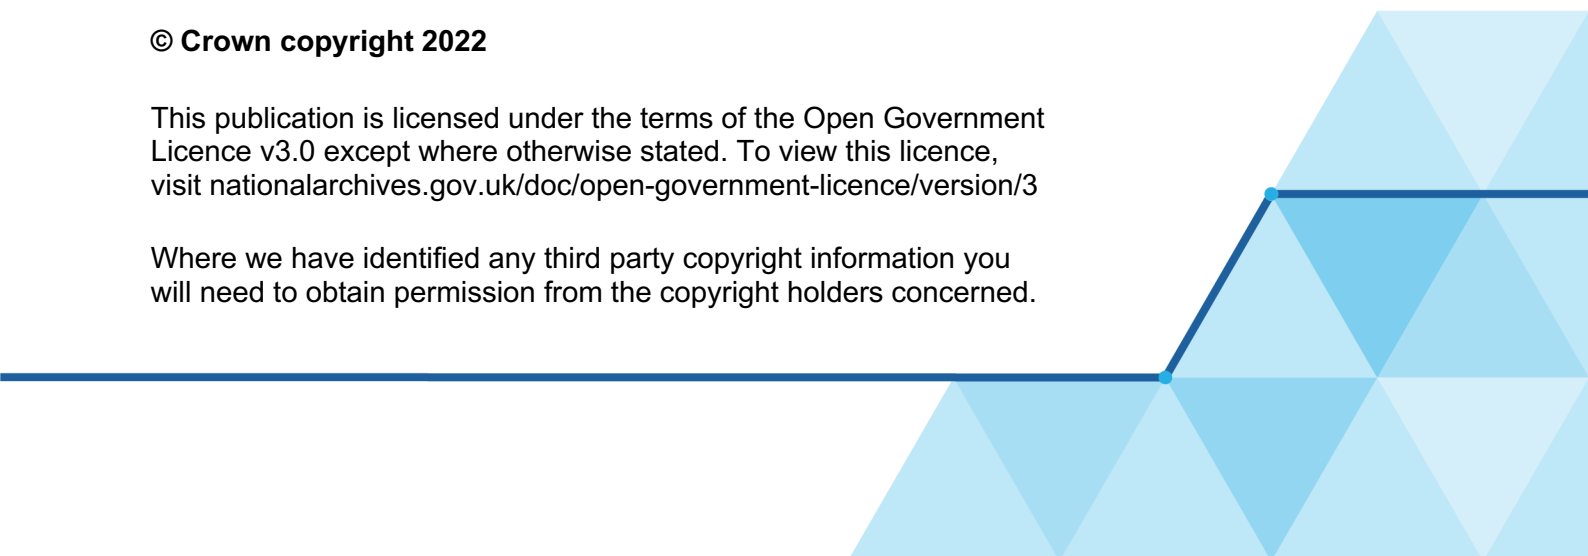 © Crown copyright 2022
This publication is licensed under the terms of the Open Government
Licence v3.0 except where otherwise stated. To view this licence,
visit nationalarchives.gov.uk/doc/open-government-licence/version/3
Where we have identified any third party copyright information you
will need to obtain permission from the copyright holders concerned.